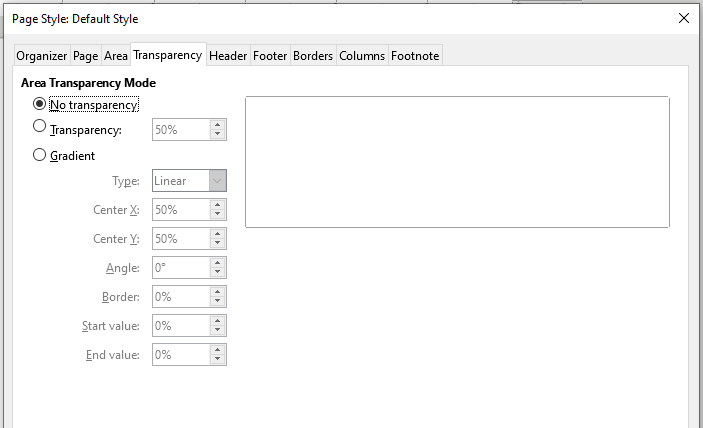 Page Style: Default Style
Organizer Page Area Transparency Header Footer Borders Columns Footnote
Area Transparency Mode
No transparency
Transparency: 50%
Gradient
Type: Linear
Center X: 50%
Center Y: 50%
Angle: 0°
Border: 0%
Start value: 0%
End value: 0%